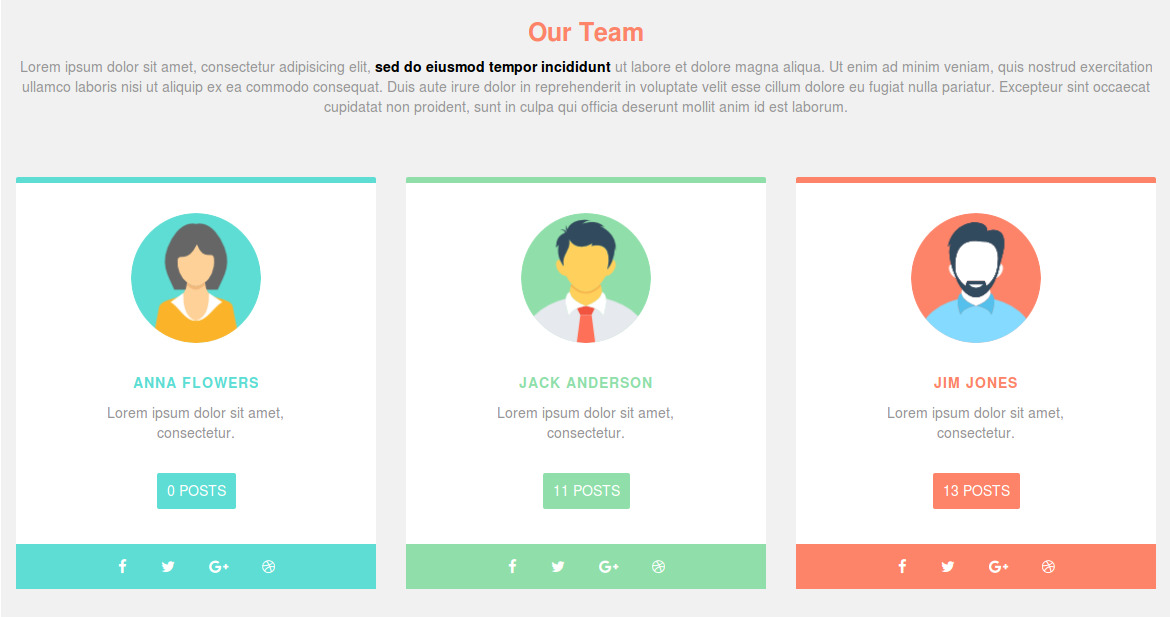 Our Team
Lorem ipsum dolor sit amet, consectetur adipisicing elit, sed do eiusmod tempor incididunt ut labore et dolore magna aliqua. Ut enim ad minim veniam, quis nostrud exercitation
ullamco laboris nisi ut aliquip ex ea commodo consequat. Duis aute irure dolor in reprehenderit in voluptate velit esse cillum dolore eu fugiat nulla pariatur. Excepteur sint occaecat
cupidatat non proident, sunt in culpa qui officia deserunt mollit anim id est laborum.
ANNA FLOWERS
Lorem ipsum dolor sit amet,
consectetur.
0 POSTS
JACK ANDERSON
Lorem ipsum dolor sit amet,
consectetur.
11 POSTS
JIM JONES
Lorem ipsum dolor sit amet,
consectetur.
13 POSTS